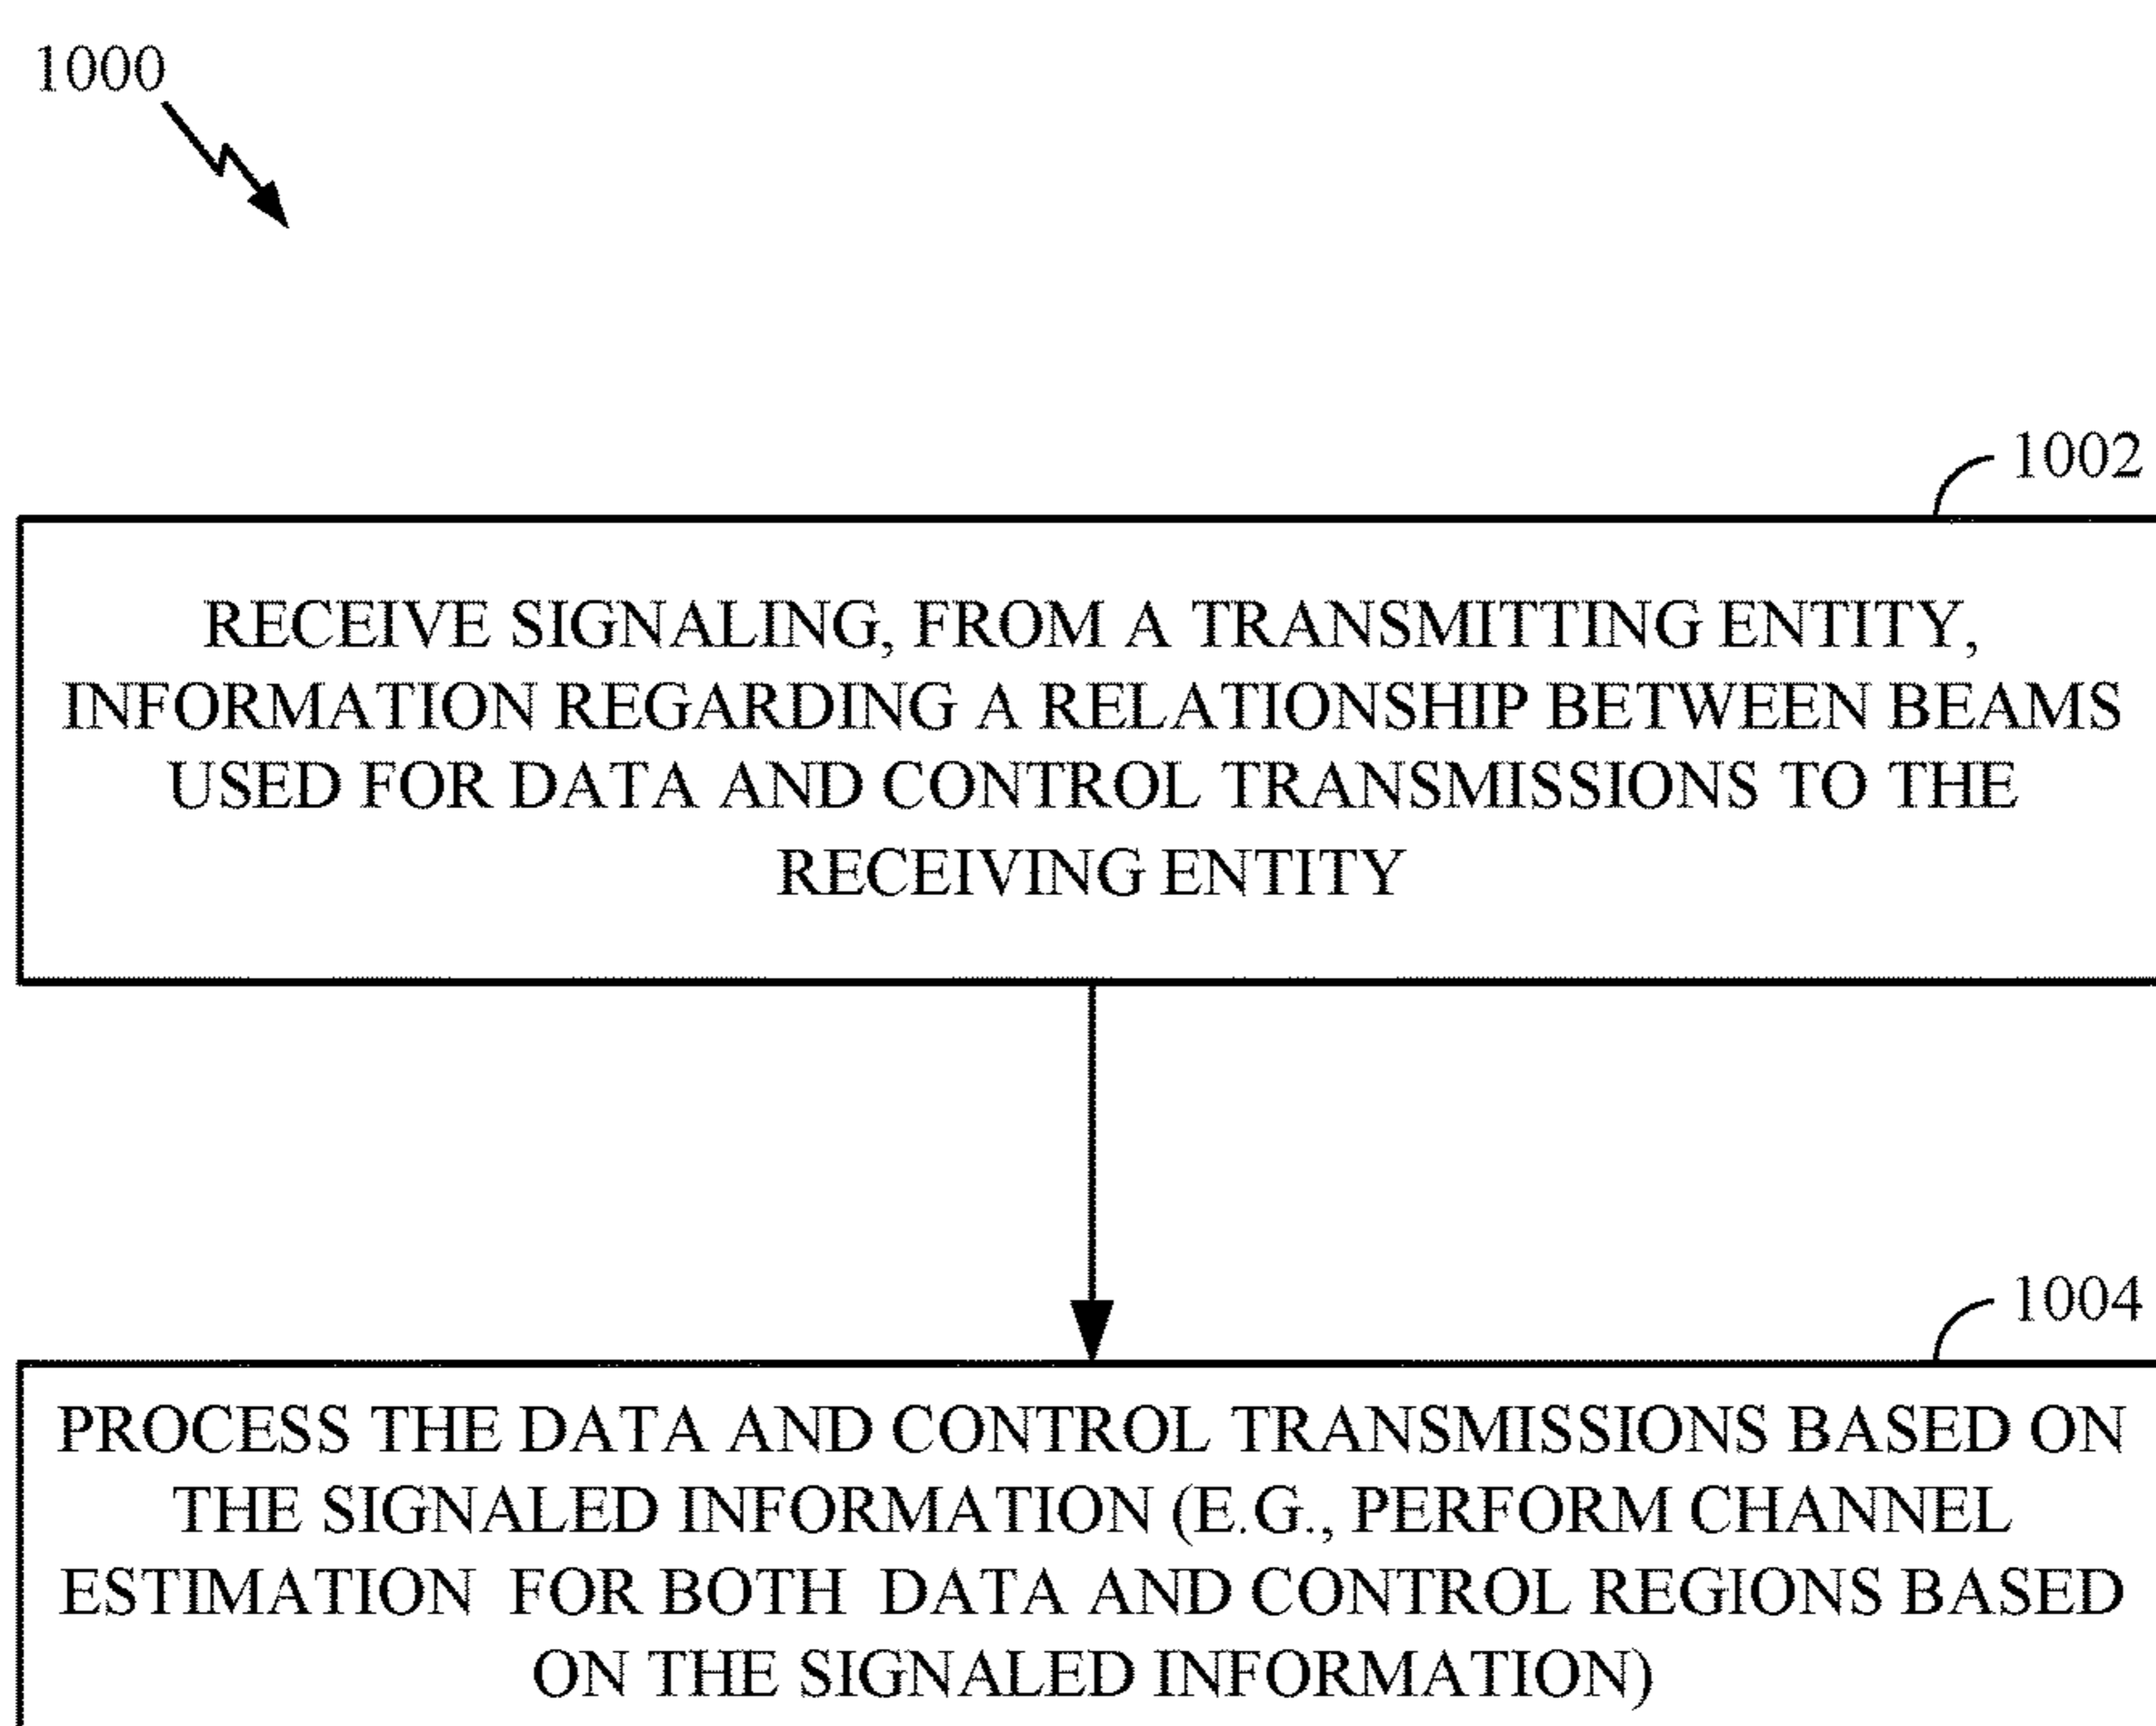 1000
1002
RECEIVE SIGNALING, FROM A TRANSMITTING ENTITY,
INFORMATION REGARDING A RELATIONSHIP BETWEEN BEAMS
USED FOR DATA AND CONTROL TRANSMISSIONS TO THE
RECEIVING ENTITY
1004
PROCESS THE DATA AND CONTROL TRANSMISSIONS BASED ON
THE SIGNALED INFORMATION (E.G., PERFORM CHANNEL
ESTIMATION FOR BOTH DATA AND CONTROL REGIONS BASED
ON THE SIGNALED INFORMATION)